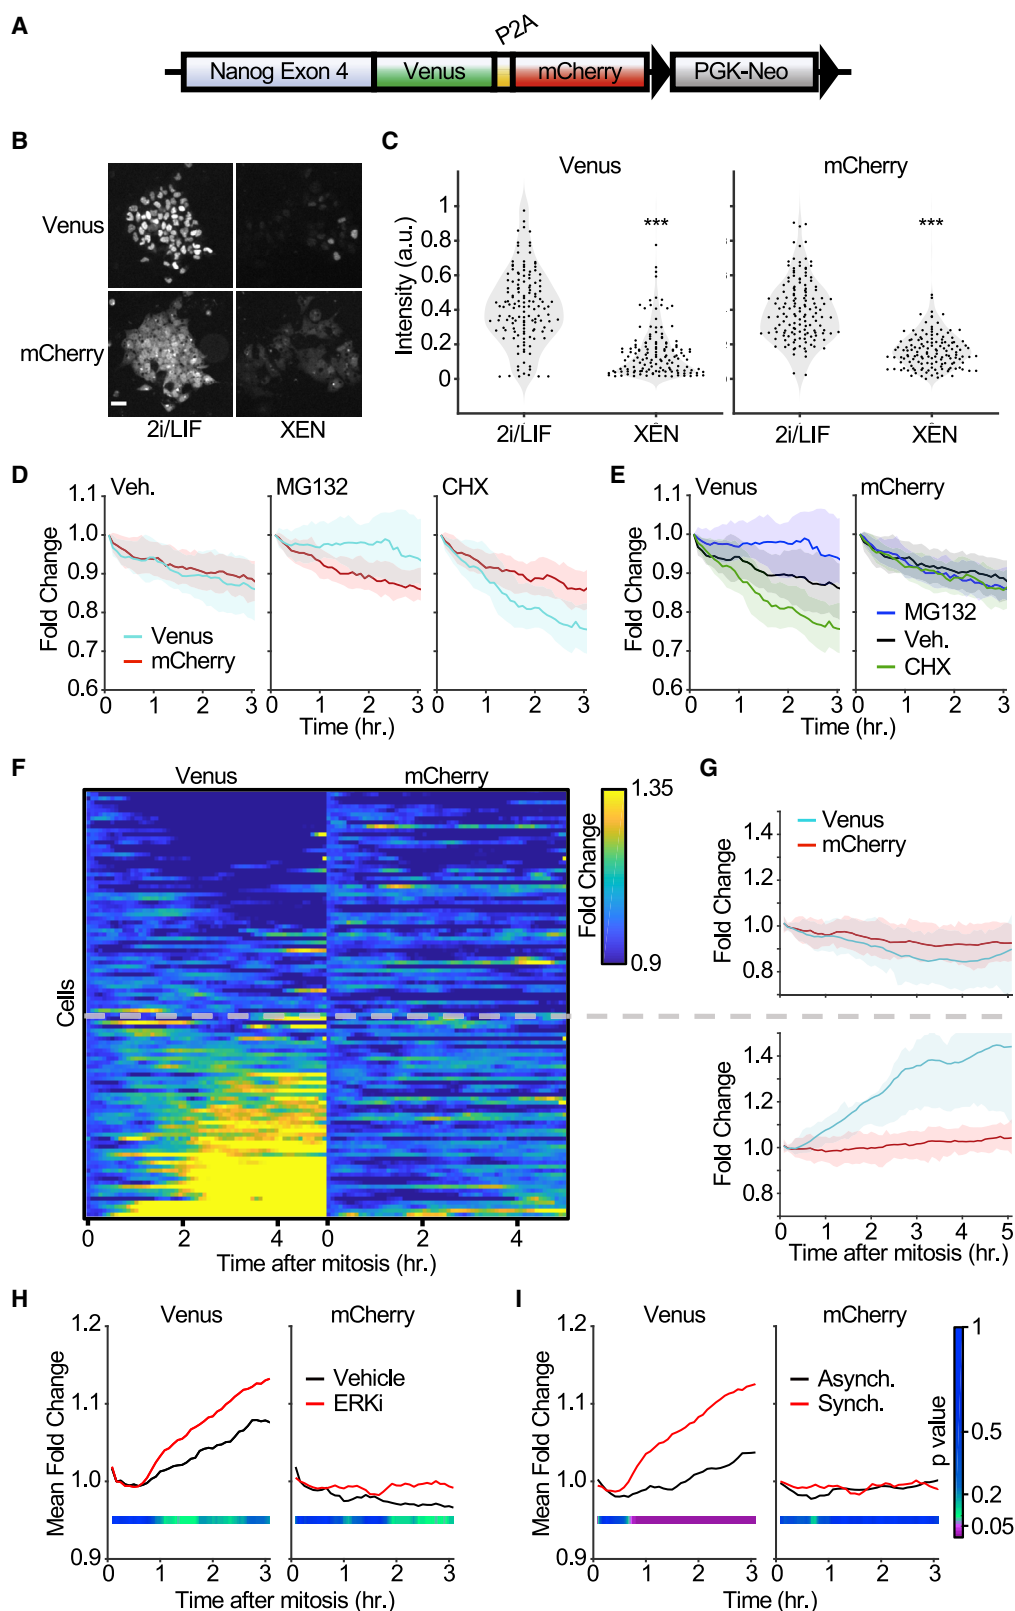 A
P2A
Nanog Exon 4
Venus
mCherry
PGK-Neo
B
Venus
mCherry
2i/LIF
XEN
C
Venus
mCherry
Intensity (a.u.)
1
0.8
0.6
0.4
0.2
0
***
***
2i/LIF
XEN
2i/LIF
XEN
D
Veh.
MG132
CHX
Fold Change
1.1
1.0
0.9
0.8
0.7
0.6
Venus
mCherry
0 1 2 3
0 1 2 3
0 1 2 3
Time (hr.)
E
Venus
mCherry
Fold Change
1.1
1.0
0.9
0.8
0.7
0.6
MG132
Veh.
CHX
0 1 2 3
0 1 2 3
Time (hr.)
F
Venus
mCherry
Cells
0 2 4
0 2 4
Time after mitosis (hr.)
1.35
Fold Change
0.9
G
Venus
mCherry
Fold Change
1.4
1.2
1.0
0.8
Fold Change
1.4
1.2
1.0
0.8
0 1 2 3 4 5
Time after mitosis (hr.)
H
Venus
mCherry
Mean Fold Change
1.2
1.1
1.0
0.9
Vehicle
ERKi
0 1 2 3
0 1 2 3
Time after mitosis (hr.)
I
Venus
mCherry
Mean Fold Change
1.2
1.1
1.0
0.9
Asynch.
Synch.
0 1 2 3
0 1 2 3
Time (hr.)
p value
1
0.5
0.2
0.05